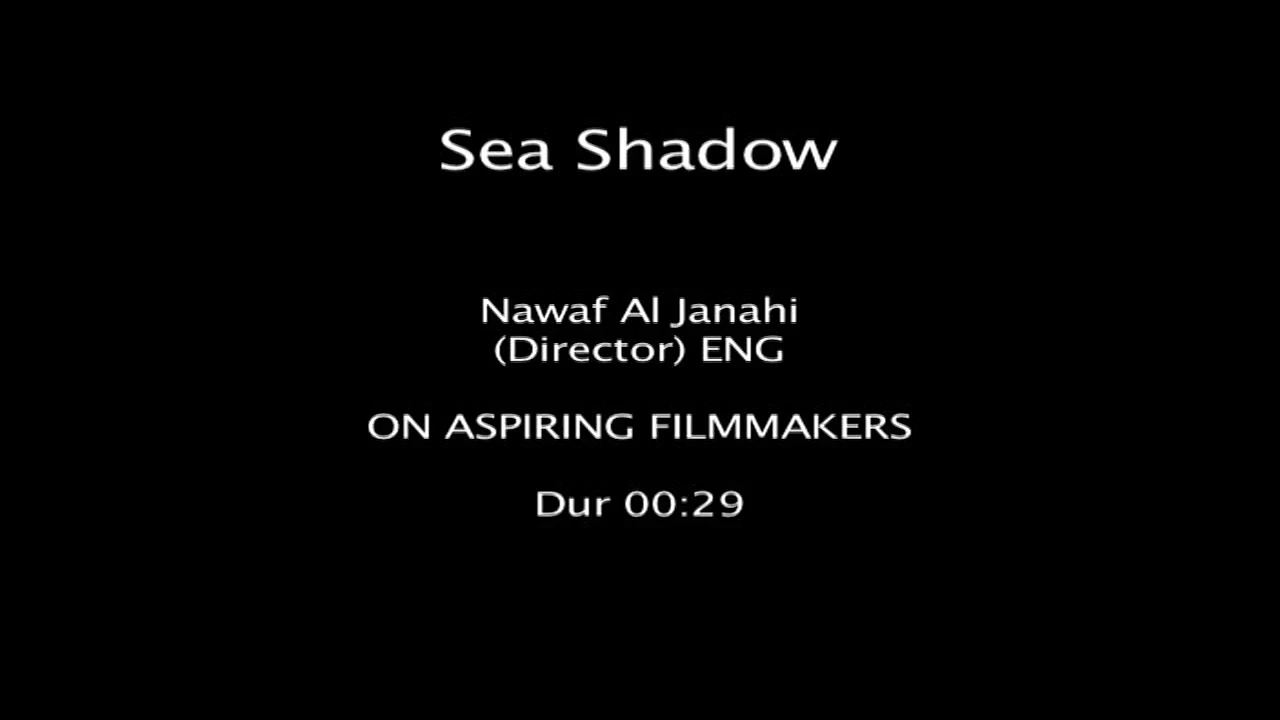 Sea Shadow
Nawaf Al Janahi
(Director) ENG
ON ASPIRING FILMMAKERS
Dur 00:29